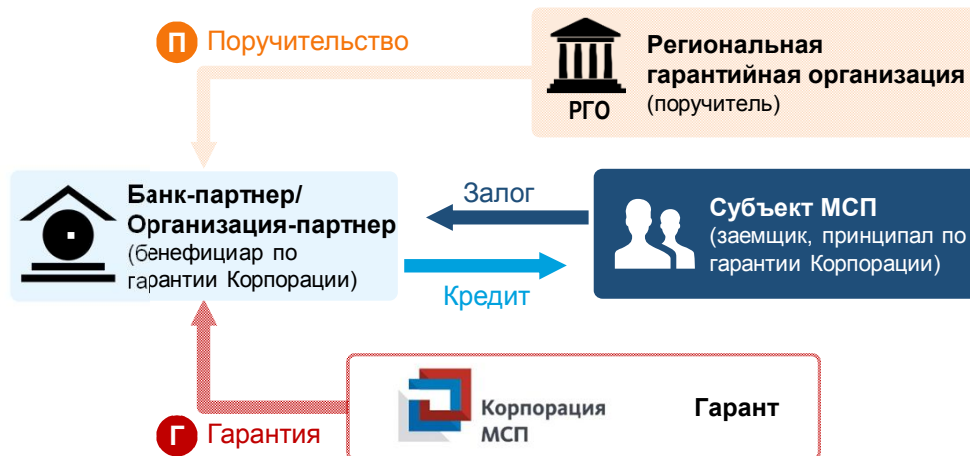 П Поручительство
Региональная
гарантийная организация
(поручитель)
РГО
Банк-партнер/
Организация-партнер
(бенефициар по
гарантии Корпорации)
Залог
Кредит
Субъект МСП
(заемщик, принципал по
гарантии Корпорации)
Г Гарантия
Корпорация
МСП
Гарант